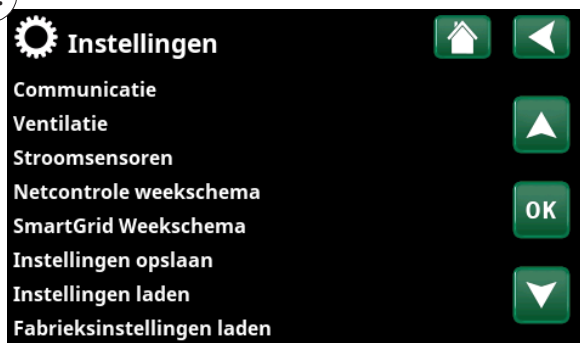 Instellingen
Communicatie
Ventilatie
Stroomsensoren
Netcontrole weekschema
SmartGrid Weekschema
OK
Instellingen opslaan
Instellingen laden
Fabrieksinstellingen laden